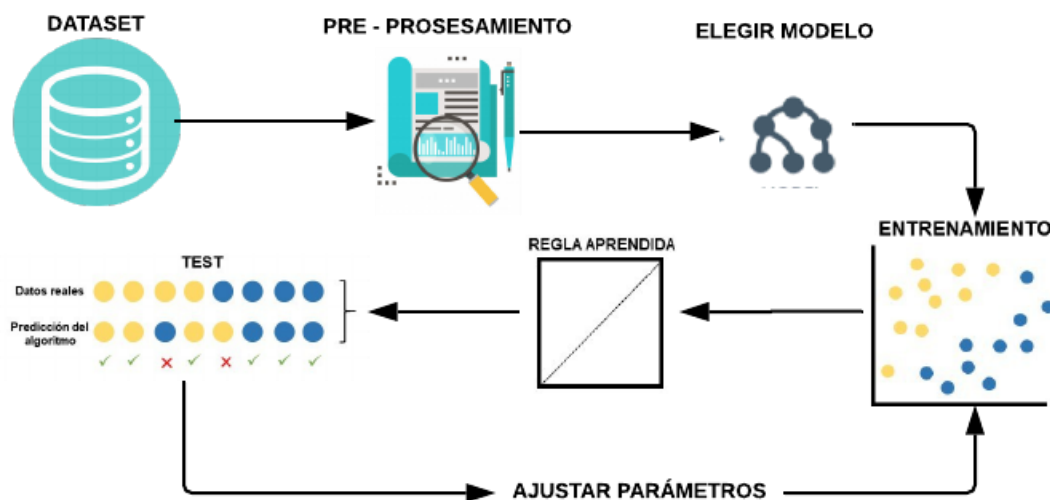 DATASET
PRE - PROSESAMIENTO
ELEGIR MODELO
ENTRENAMIENTO
REGLA APRENDIDA
TEST
Datos reales
Predicción del
algoritmo
AJUSTAR PARÁMETROS